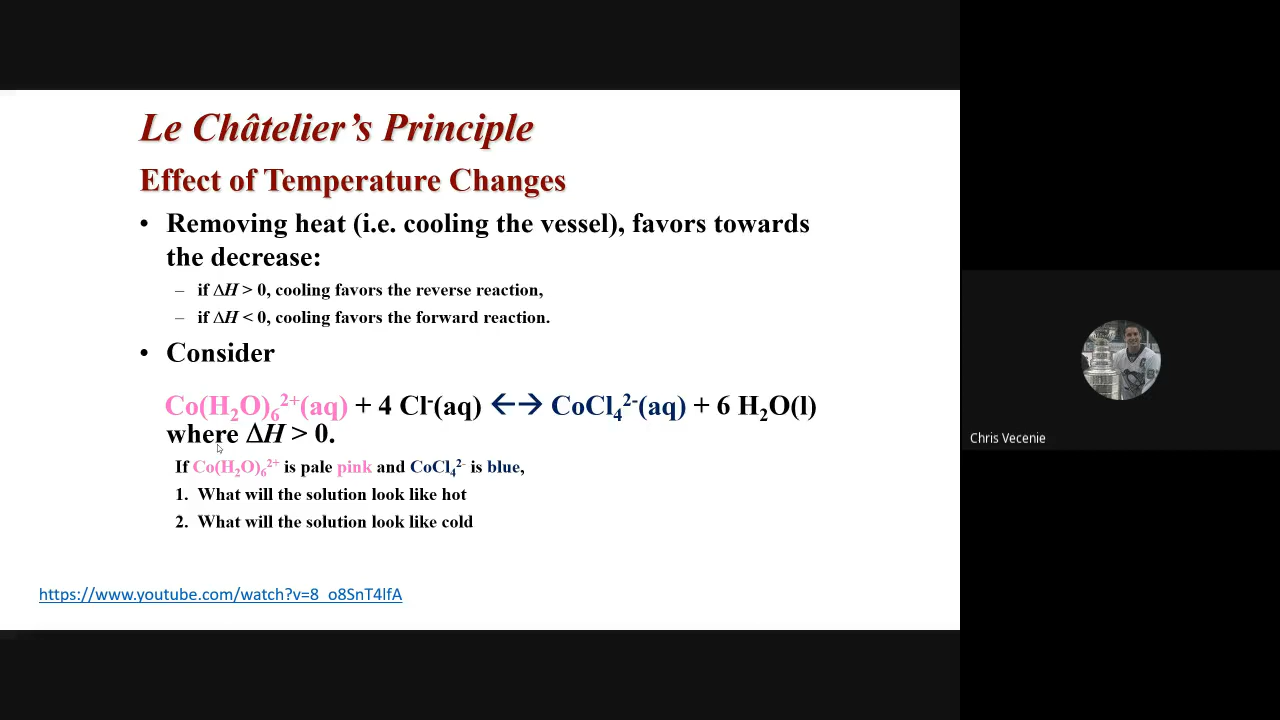 Le Châtelier’s Principle
Effect of Temperature Changes
• Removing heat (i.e. cooling the vessel), favors towards
the decrease:
– if ΔH > 0, cooling favors the reverse reaction,
– if ΔH < 0, cooling favors the forward reaction.
• Consider
Co(H₂O)₆²⁺(aq) + 4 Cl⁻(aq) ←→ CoCl₄²⁻(aq) + 6 H₂O(l)
where ΔH > 0.
If Co(H₂O)₆²⁺ is pale pink and CoCl₄²⁻ is blue,
1. What will the solution look like hot
2. What will the solution look like cold
https://www.youtube.com/watch?v=8_o8SnT4lfA
Chris Vecenie